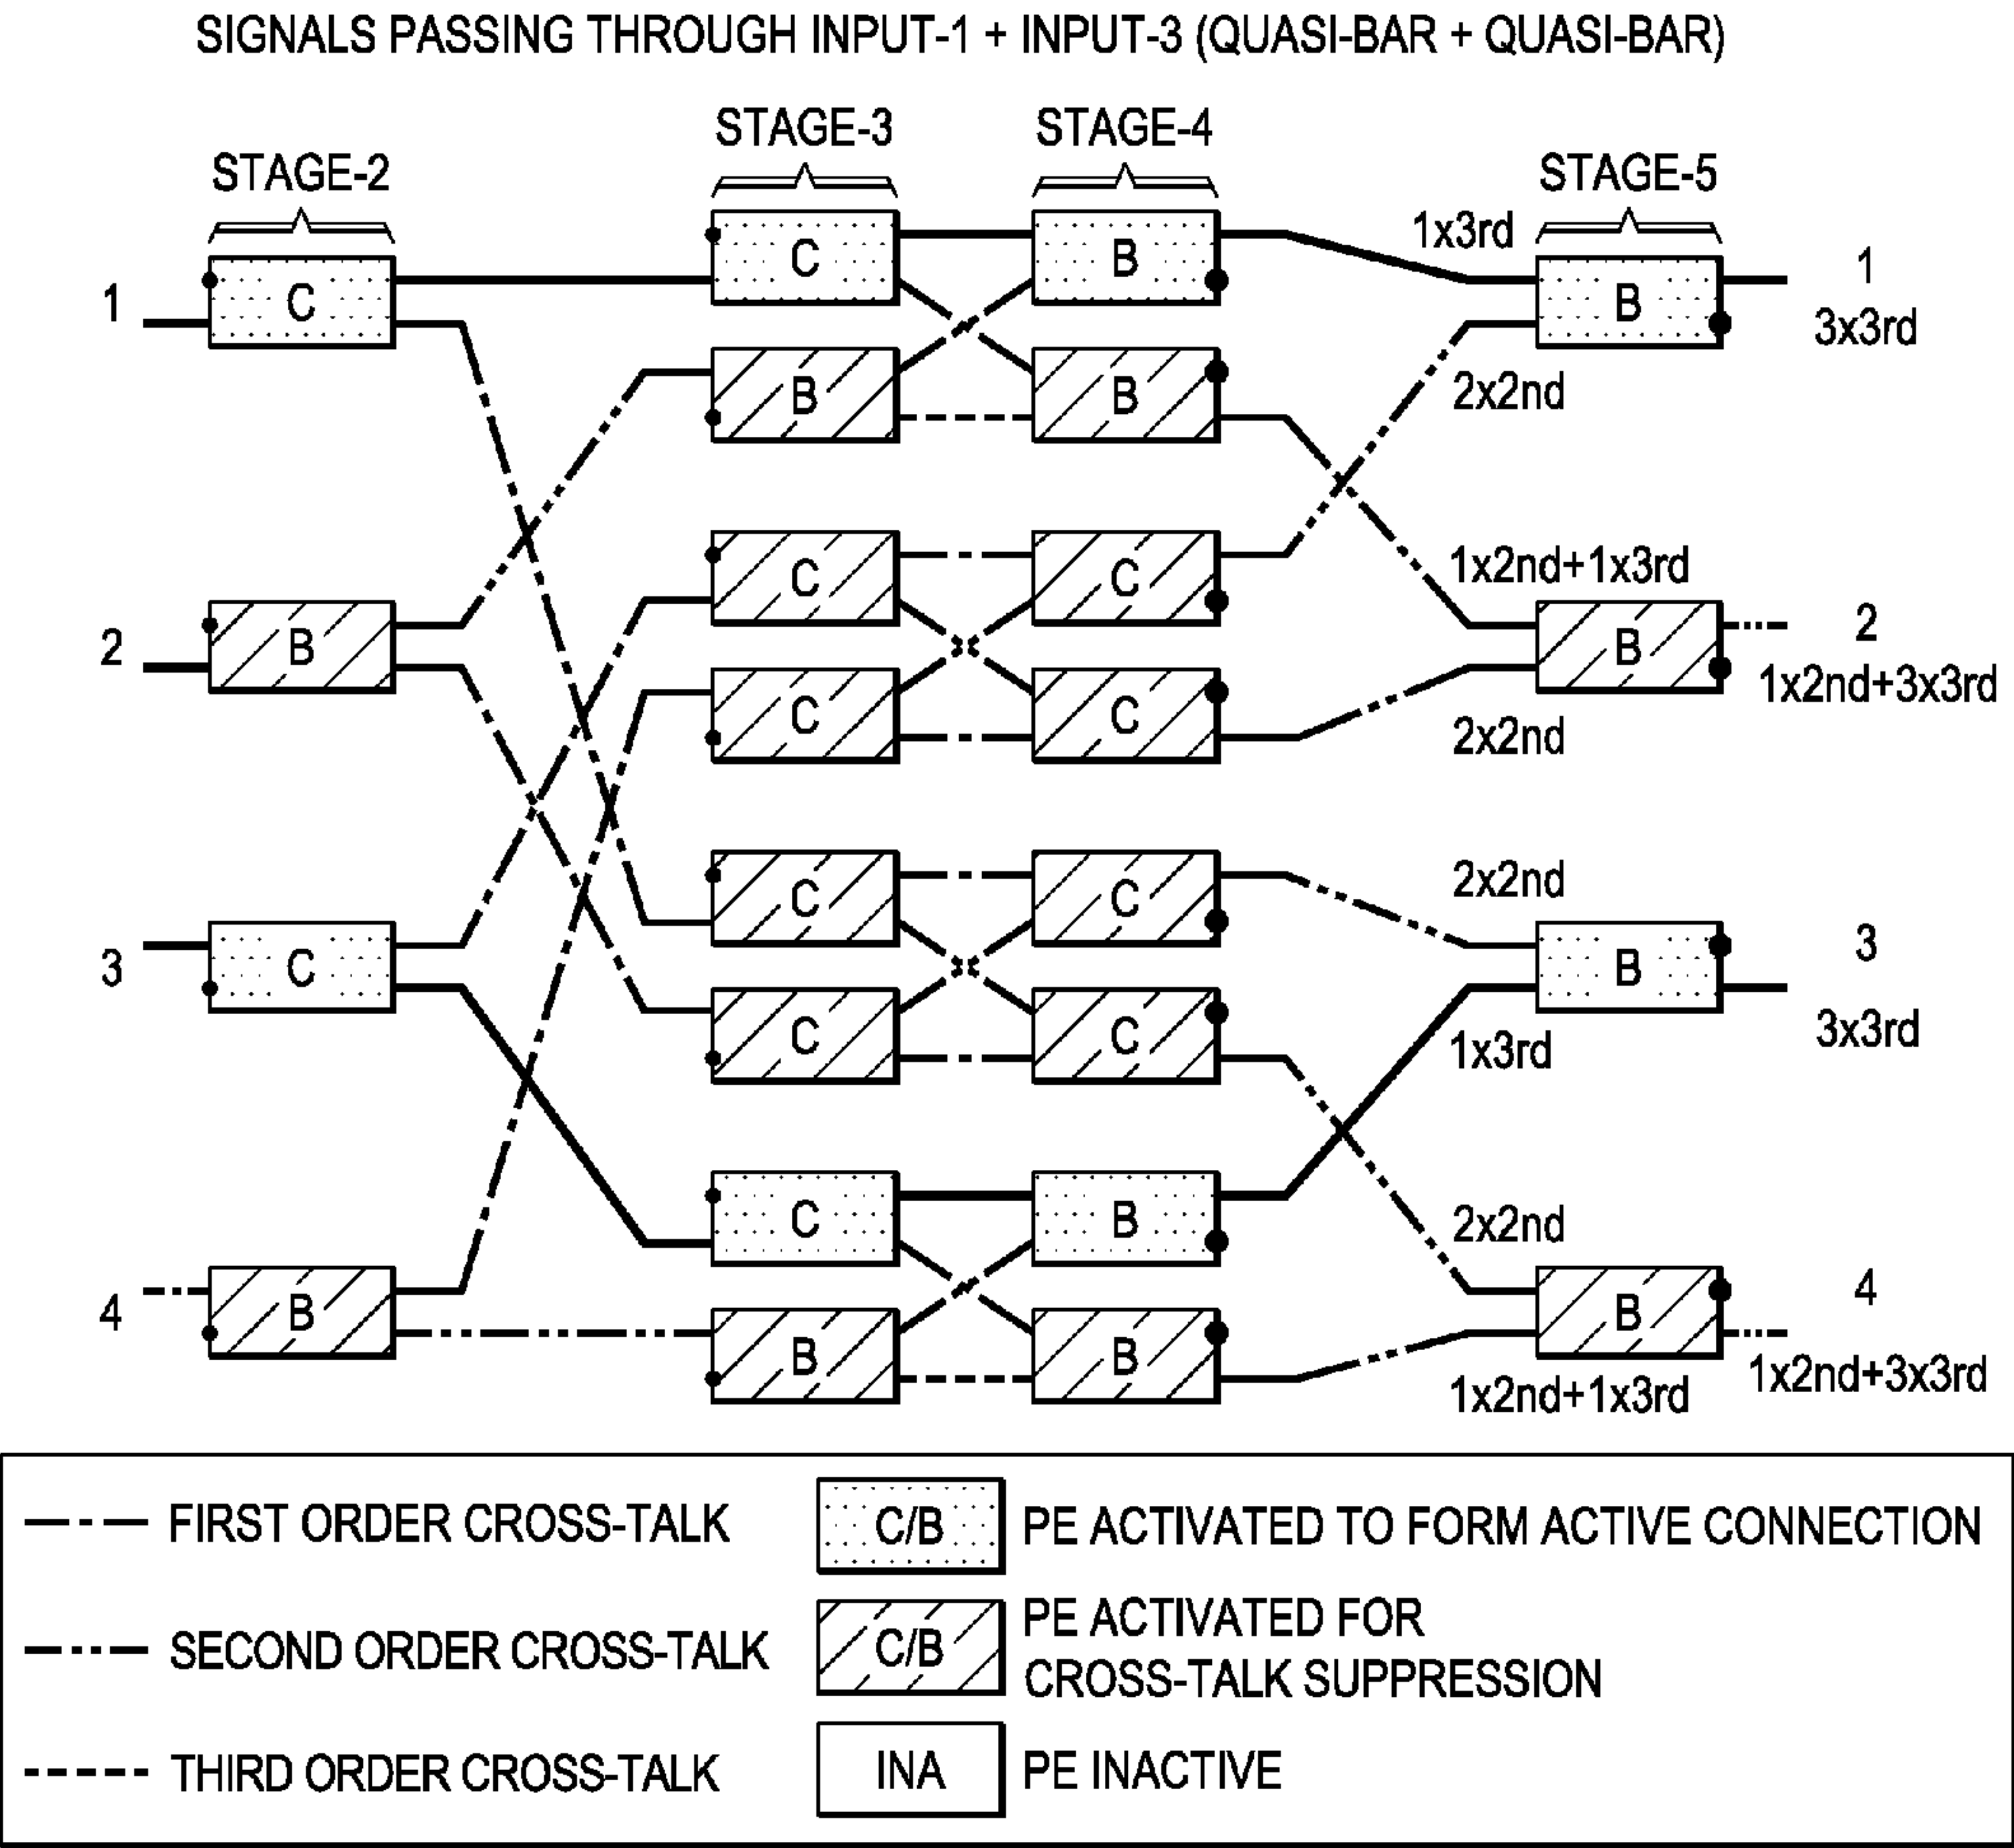 SIGNALS PASSING THROUGH INPUT-1 + INPUT-3 (QUASI-BAR + QUASI-BAR)
STAGE-2
STAGE-3
STAGE-4
STAGE-5
1
C
C
B
1x3rd
B
1
3x3rd
B
B
2x2nd
C
C
1x2nd+1x3rd
2
B
B
2
1x2nd+3x3rd
C
C
2x2nd
C
C
2x2nd
3
C
B
3
3x3rd
C
C
1x3rd
C
B
2x2nd
4
B
B
4
1x2nd+3x3rd
B
B
1x2nd+1x3rd
FIRST ORDER CROSS-TALK
C/B PE ACTIVATED TO FORM ACTIVE CONNECTION
SECOND ORDER CROSS-TALK
C/B PE ACTIVATED FOR
CROSS-TALK SUPPRESSION
THIRD ORDER CROSS-TALK
INA PE INACTIVE